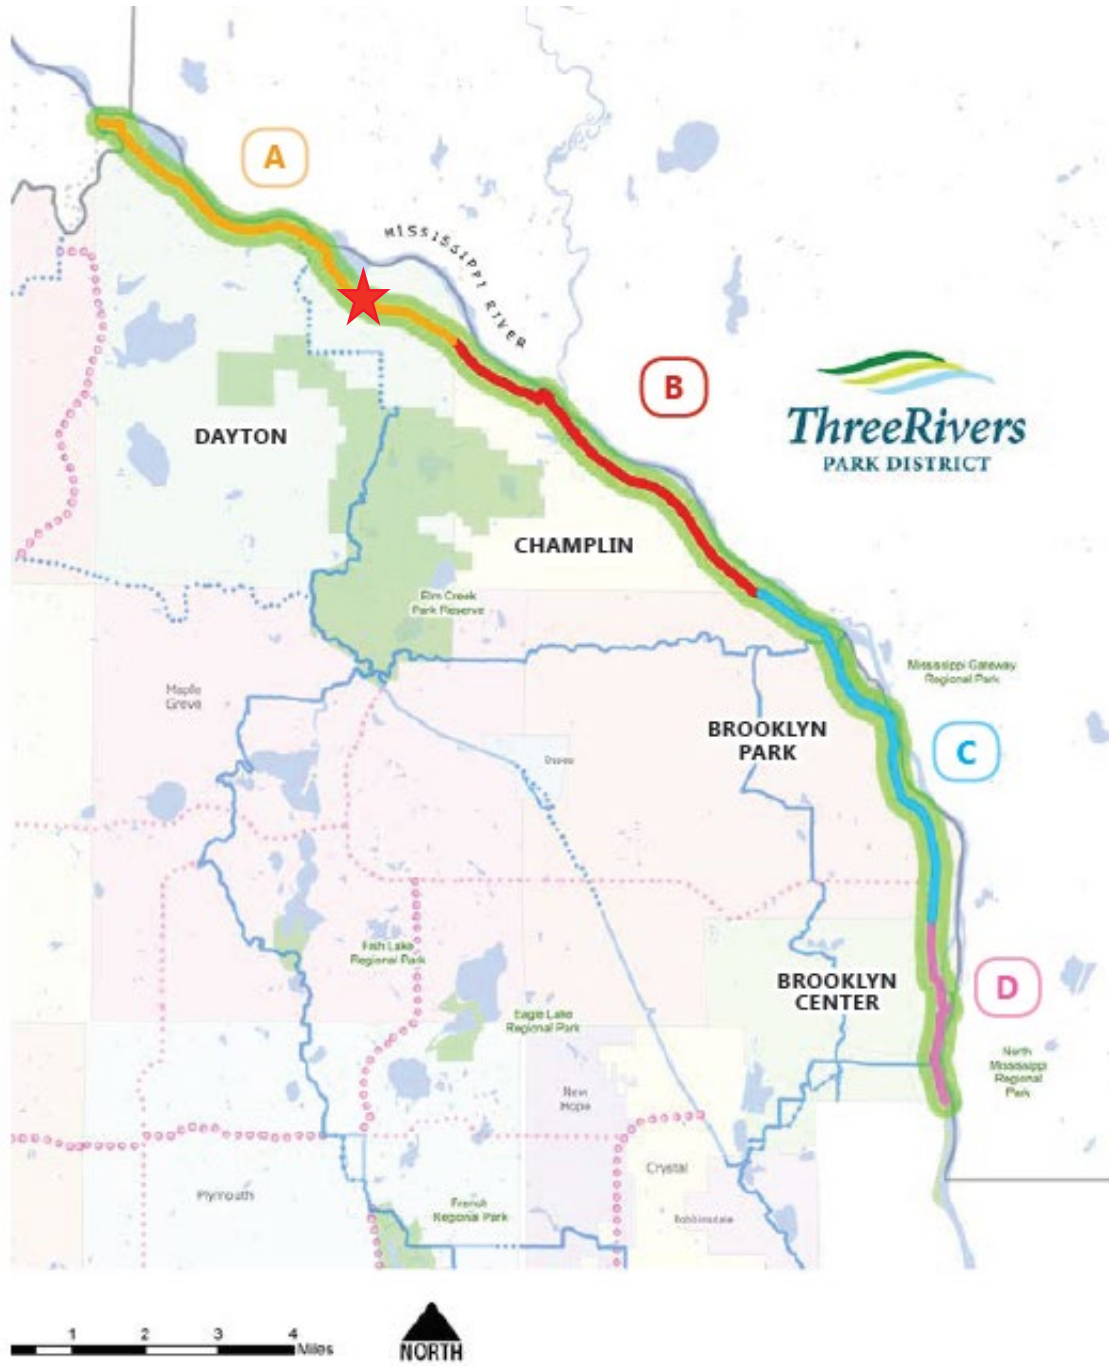 A
MISSISSIPPI RIVER
B
ThreeRivers
PARK DISTRICT
DAYTON
CHAMPLIN
Elm Creek
Park Reserve
Mississippi Gateway
Regional Park
Maple
Grove
BROOKLYN
PARK
C
Osseo
Fish Lake
Regional Park
BROOKLYN
CENTER
D
Eagle Lake
Regional Park
North
Mississippi
Regional
Park
New
Hope
Crystal
Plymouth
French
Regional Park
Robbinsdale
1 2 3 4
Miles
NORTH